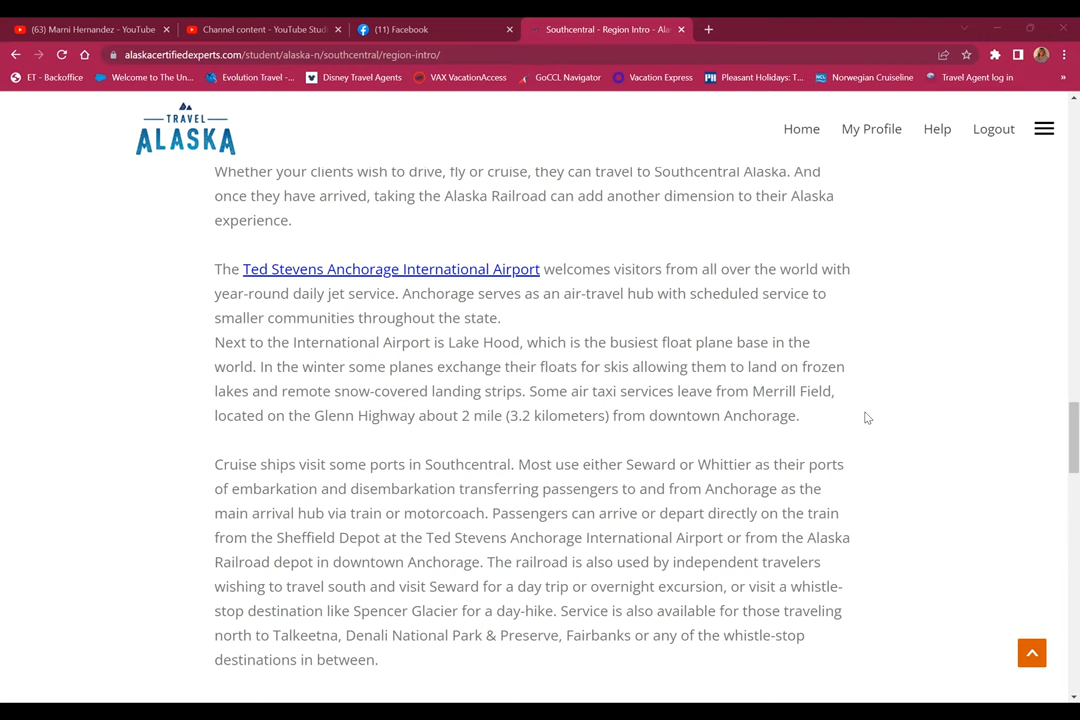 (63) Marni Hernandez - YouTube
Channel content - YouTube Studi
(11) Facebook
Southcentral - Region Intro - Ala
alaskacertifiedexperts.com/student/alaska-n/southcentral/region-intro/
ET - Backoffice
Welcome to The Un...
Evolution Travel -...
Disney Travel Agents
VAX VacationAccess
GoCCL Navigator
Vacation Express
Pleasant Holidays: T...
Norwegian Cruiseline
Travel Agent log in
»
TRAVEL
ALASKA
Home
My Profile
Help
Logout
Whether your clients wish to drive, fly or cruise, they can travel to Southcentral Alaska. And
once they have arrived, taking the Alaska Railroad can add another dimension to their Alaska
experience.
The Ted Stevens Anchorage International Airport welcomes visitors from all over the world with
year-round daily jet service. Anchorage serves as an air-travel hub with scheduled service to
smaller communities throughout the state.
Next to the International Airport is Lake Hood, which is the busiest float plane base in the
world. In the winter some planes exchange their floats for skis allowing them to land on frozen
lakes and remote snow-covered landing strips. Some air taxi services leave from Merrill Field,
located on the Glenn Highway about 2 mile (3.2 kilometers) from downtown Anchorage.
Cruise ships visit some ports in Southcentral. Most use either Seward or Whittier as their ports
of embarkation and disembarkation transferring passengers to and from Anchorage as the
main arrival hub via train or motorcoach. Passengers can arrive or depart directly on the train
from the Sheffield Depot at the Ted Stevens Anchorage International Airport or from the Alaska
Railroad depot in downtown Anchorage. The railroad is also used by independent travelers
wishing to travel south and visit Seward for a day trip or overnight excursion, or visit a whistle-
stop destination like Spencer Glacier for a day-hike. Service is also available for those traveling
north to Talkeetna, Denali National Park & Preserve, Fairbanks or any of the whistle-stop
destinations in between.